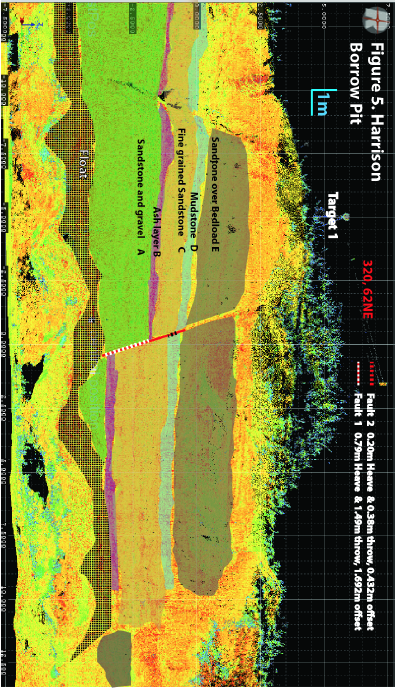 Figure 5. Harrison
Borrow Pit
1m
Target 1
320, 62NE
Fault 2 0.20m Heave & 0.38m throw, 0.432m offset
Fault 1 0.79m Heave & 1.49m throw, 1.692m offset
Sandpone over Bedload E
Mudstone D
Fine grained Sandstone C
Ash layer B
Sandstone and gravel A
float